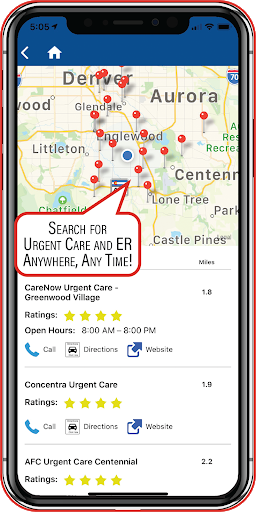 5:05
Denver
70
wood
Glendale
Aurora
Englewood
Littleton
Centenn
Chatfield
Lone Tree
Park
Castle Pines
Legal
SEARCH FOR
URGENT CARE AND ER
ANYWHERE, ANY TIME!
Miles
CareNow Urgent Care -
Greenwood Village
1.8
Ratings:
Open Hours: 8:00 AM – 8:00 PM
Call
Directions
Website
Concentra Urgent Care
1.9
Ratings:
Call
Directions
Website
AFC Urgent Care Centennial
2.2
Ratings: